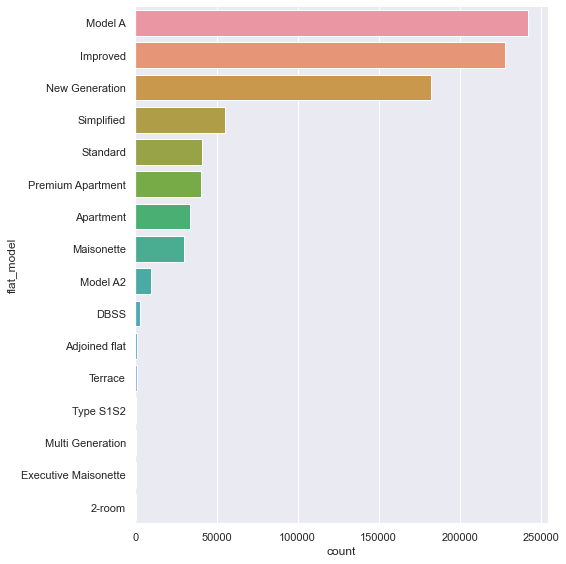 Model A
Improved
New Generation
Simplified
Standard
Premium Apartment
Apartment
Maisonette
Model A2
DBSS
Adjoined flat
Terrace
Type S1S2
Multi Generation
Executive Maisonette
2-room
flat_model
0 50000 100000 150000 200000 250000
count